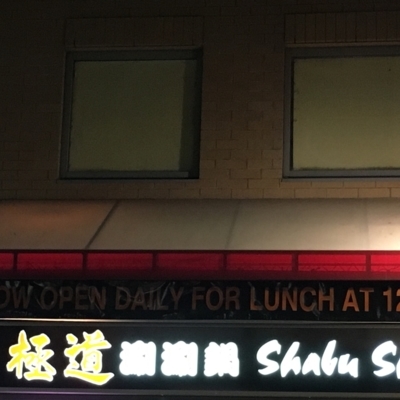 OW OPEN DAILY FOR LUNCH AT 12
極道 涮涮鍋 Shabu S